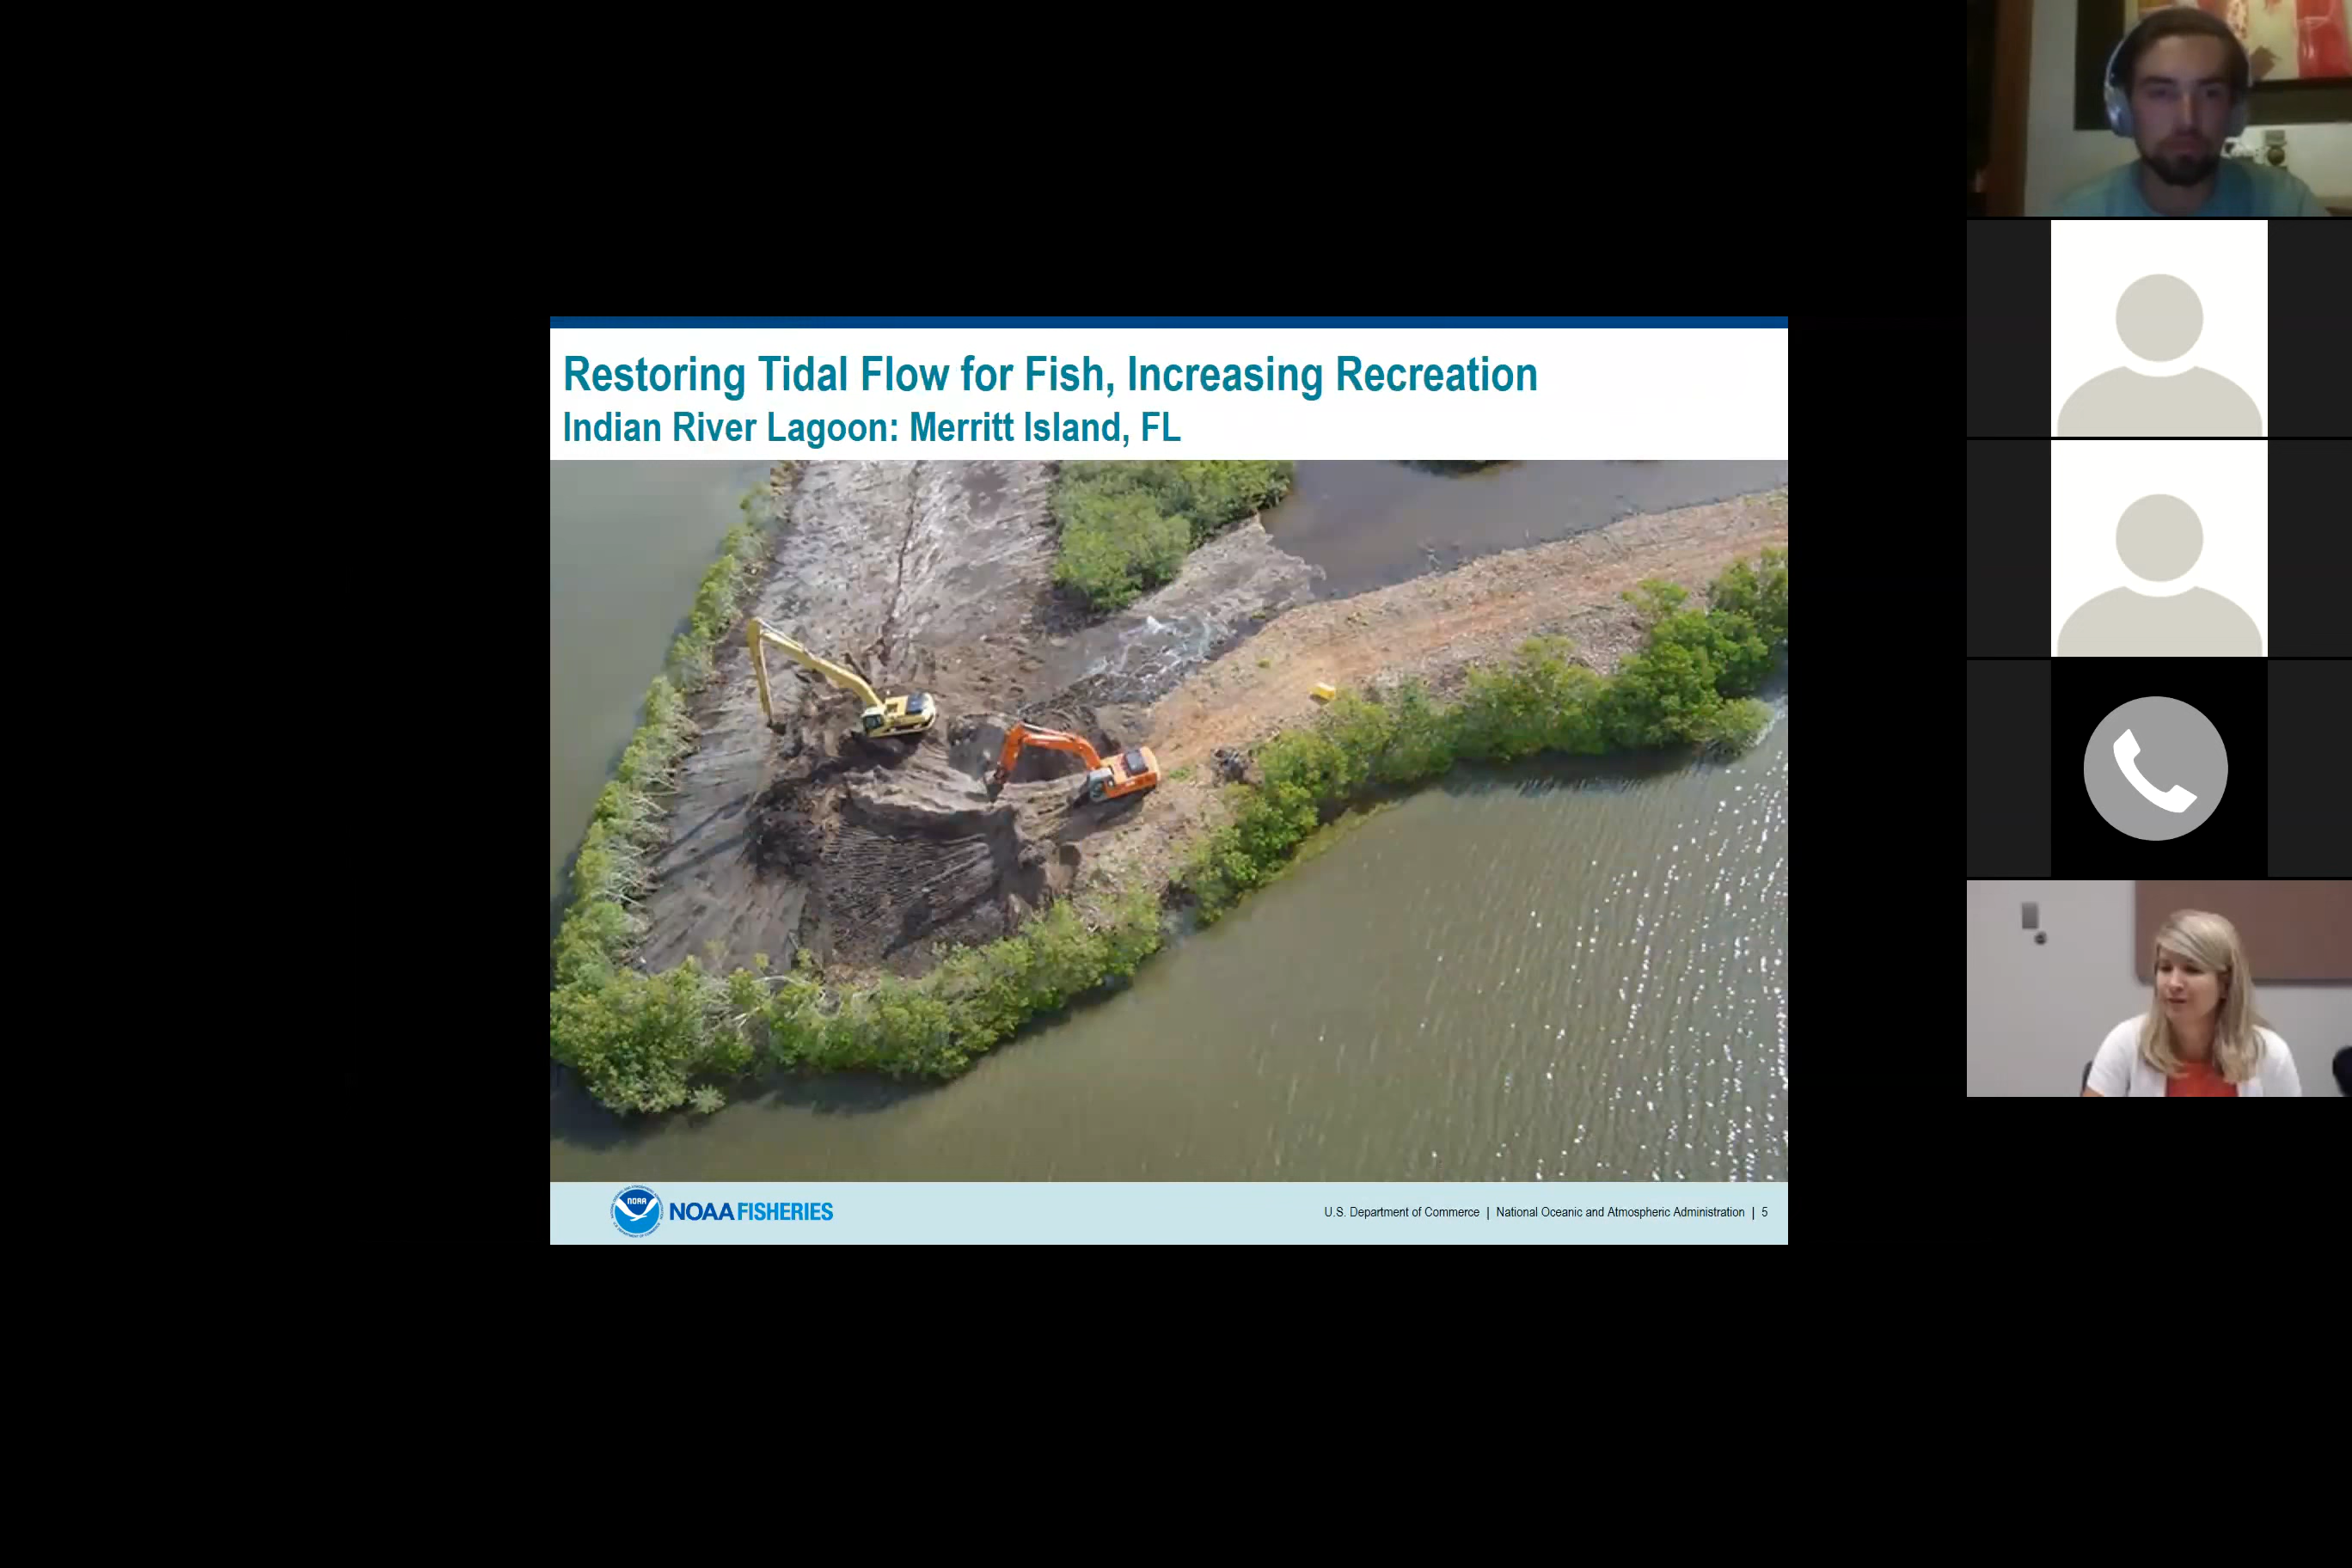 Restoring Tidal Flow for Fish, Increasing Recreation
Indian River Lagoon: Merritt Island, FL
NOAA
NOAA FISHERIES
U.S. Department of Commerce | National Oceanic and Atmospheric Administration | 5